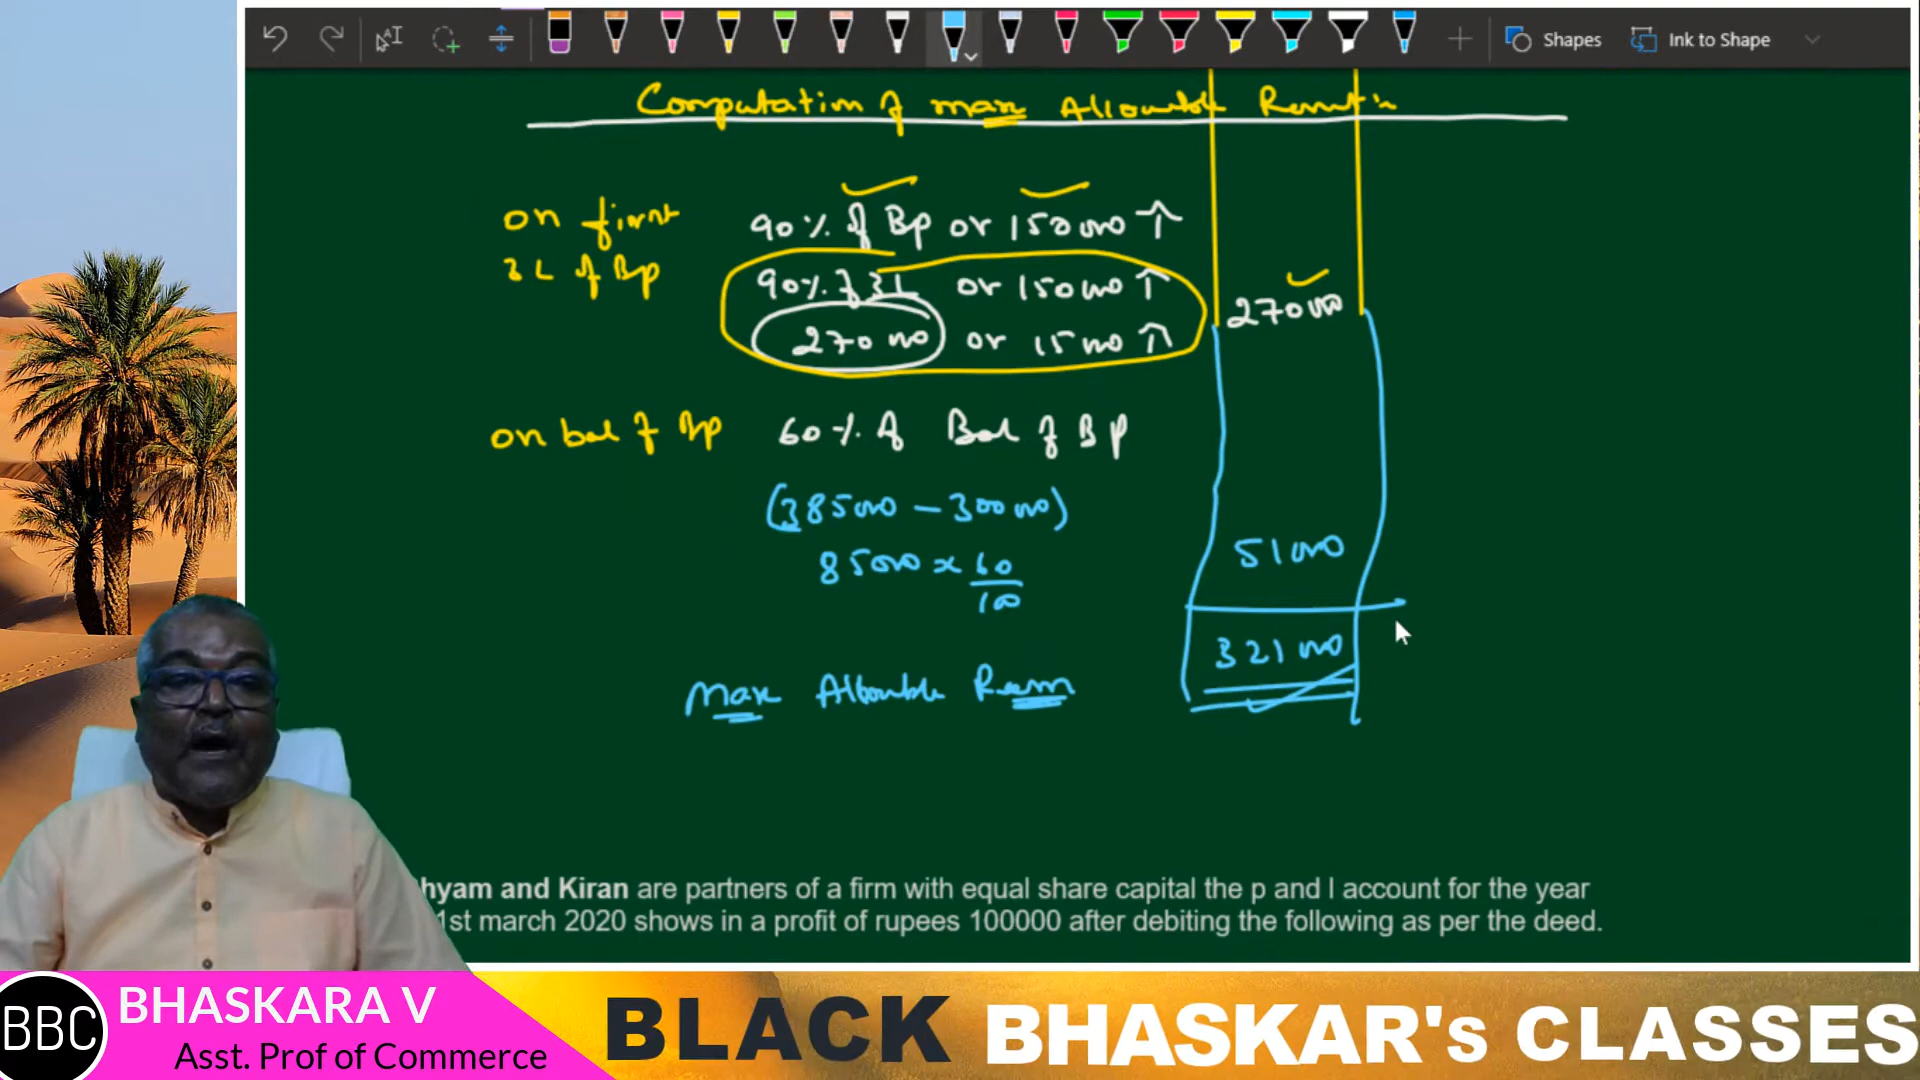 Shapes Ink to Shape
Computation of max Allowable Remtn
on first 90% of Bp or 150000 ↑
3 L of Bp 90% of 3L or 150000 ↑ 270000
270000 or 15000 ↑
on bal of Bp 60% of Bal of BP
(385000 - 300000)
85000 × 60/100 51000
321000
Max Allowable Rem
hyam and Kiran are partners of a firm with equal share capital the p and l account for the year
1st march 2020 shows in a profit of rupees 100000 after debiting the following as per the deed.
BBC BHASKARA V
Asst. Prof of Commerce
BLACK BHASKAR's CLASSES